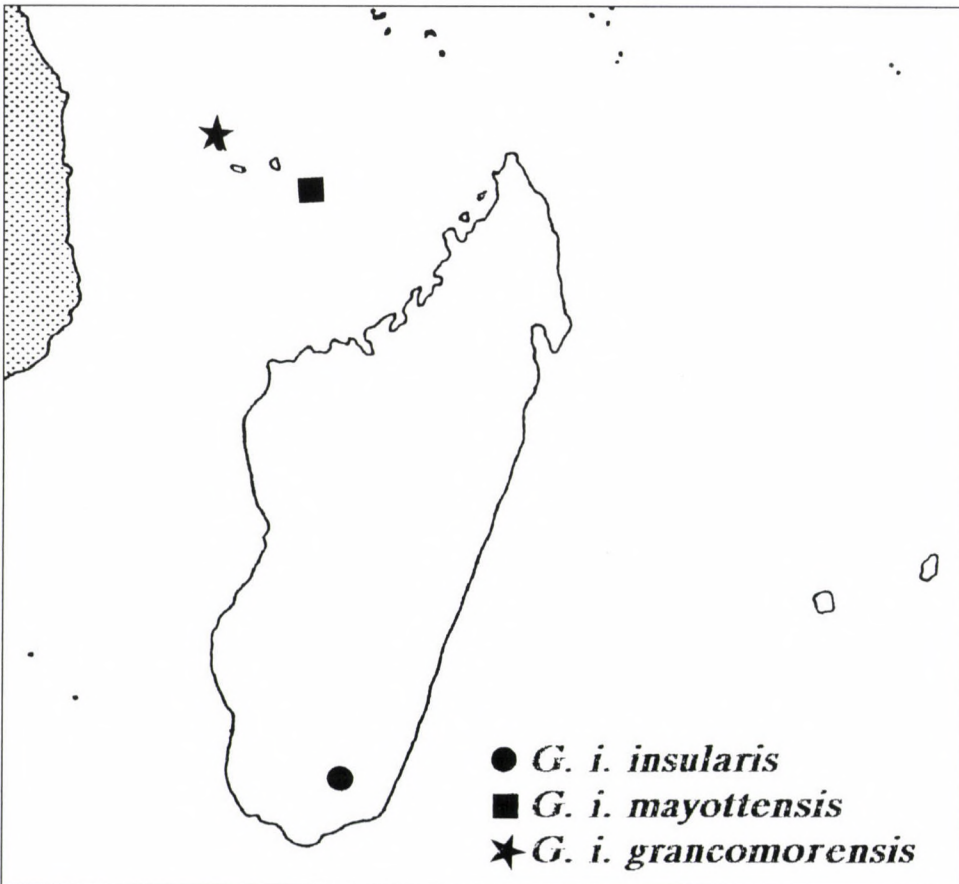 G. i. insularis
G. i. mayottensis
G. i. grancomorensis